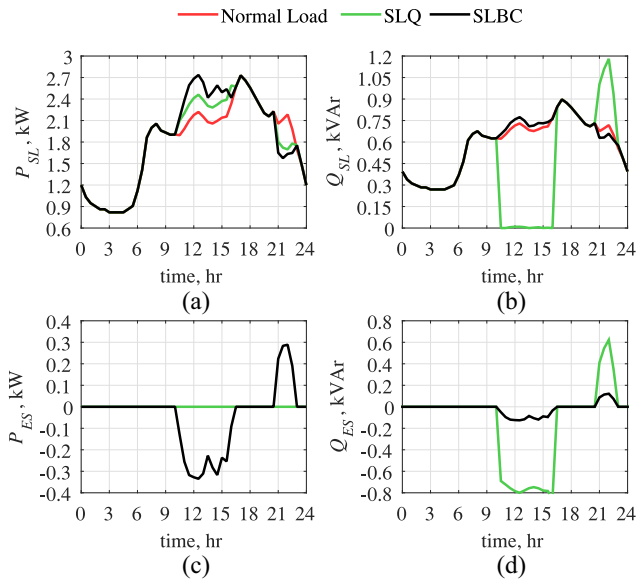 Normal Load SLQ SLBC
P_SL, kW
3
2.7
2.4
2.1
1.8
1.5
1.2
0.9
0.6
0 3 6 9 12 15 18 21 24
time, hr
(a)
Q_SL, kVAr
1.2
1.05
0.9
0.75
0.6
0.45
0.3
0.15
0
0 3 6 9 12 15 18 21 24
time, hr
(b)
P_ES, kW
0.4
0.3
0.2
0.1
0
-0.1
-0.2
-0.3
-0.4
0 3 6 9 12 15 18 21 24
time, hr
(c)
Q_ES, kVAr
0.8
0.6
0.4
0.2
0
-0.2
-0.4
-0.6
-0.8
0 3 6 9 12 15 18 21 24
time, hr
(d)